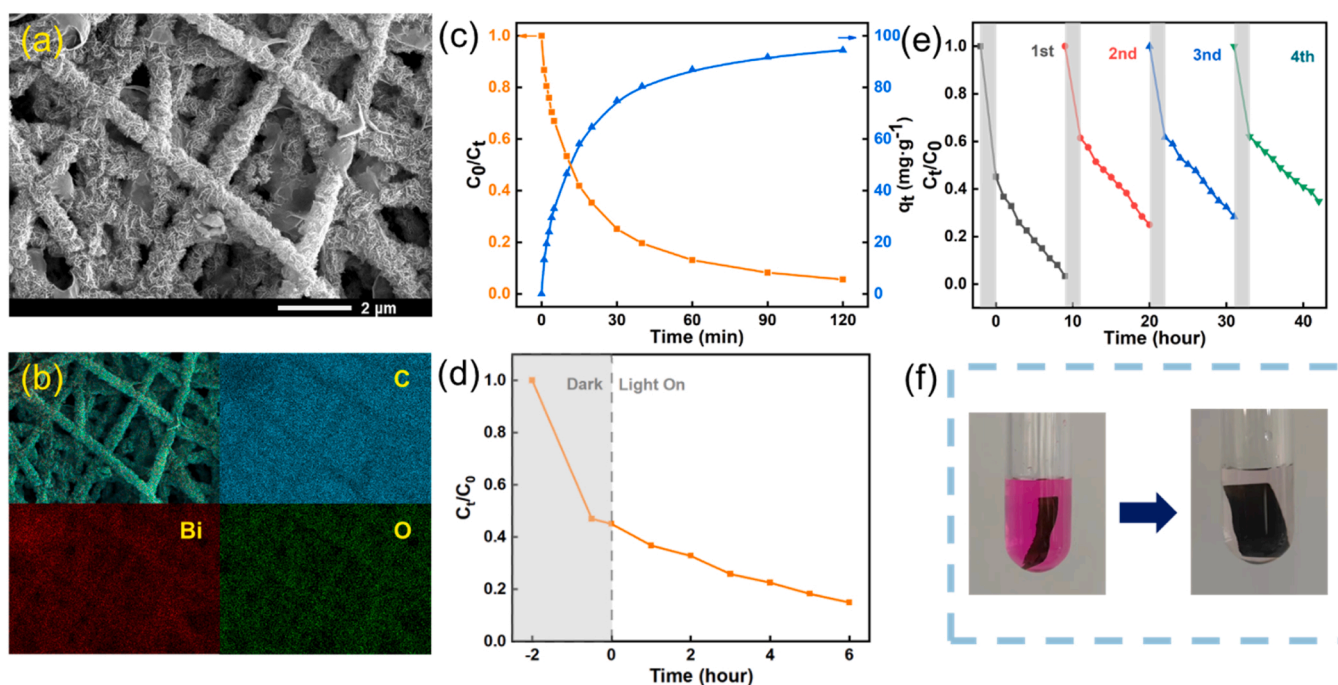 (a)
2 µm
(b)
C
Bi
O
(c)
C₀/Cₜ
1.0
0.8
0.6
0.4
0.2
0.0
100
80
60
40
20
0
qₜ (mg·g⁻¹)
0 30 60 90 120
Time (min)
(d)
Dark Light On
Cₜ/C₀
1.0
0.8
0.6
0.4
0.2
0.0
-2 0 2 4 6
Time (hour)
(e)
1st 2nd 3nd 4th
Cₜ/C₀
1.0
0.8
0.6
0.4
0.2
0.0
0 10 20 30 40
Time (hour)
(f)